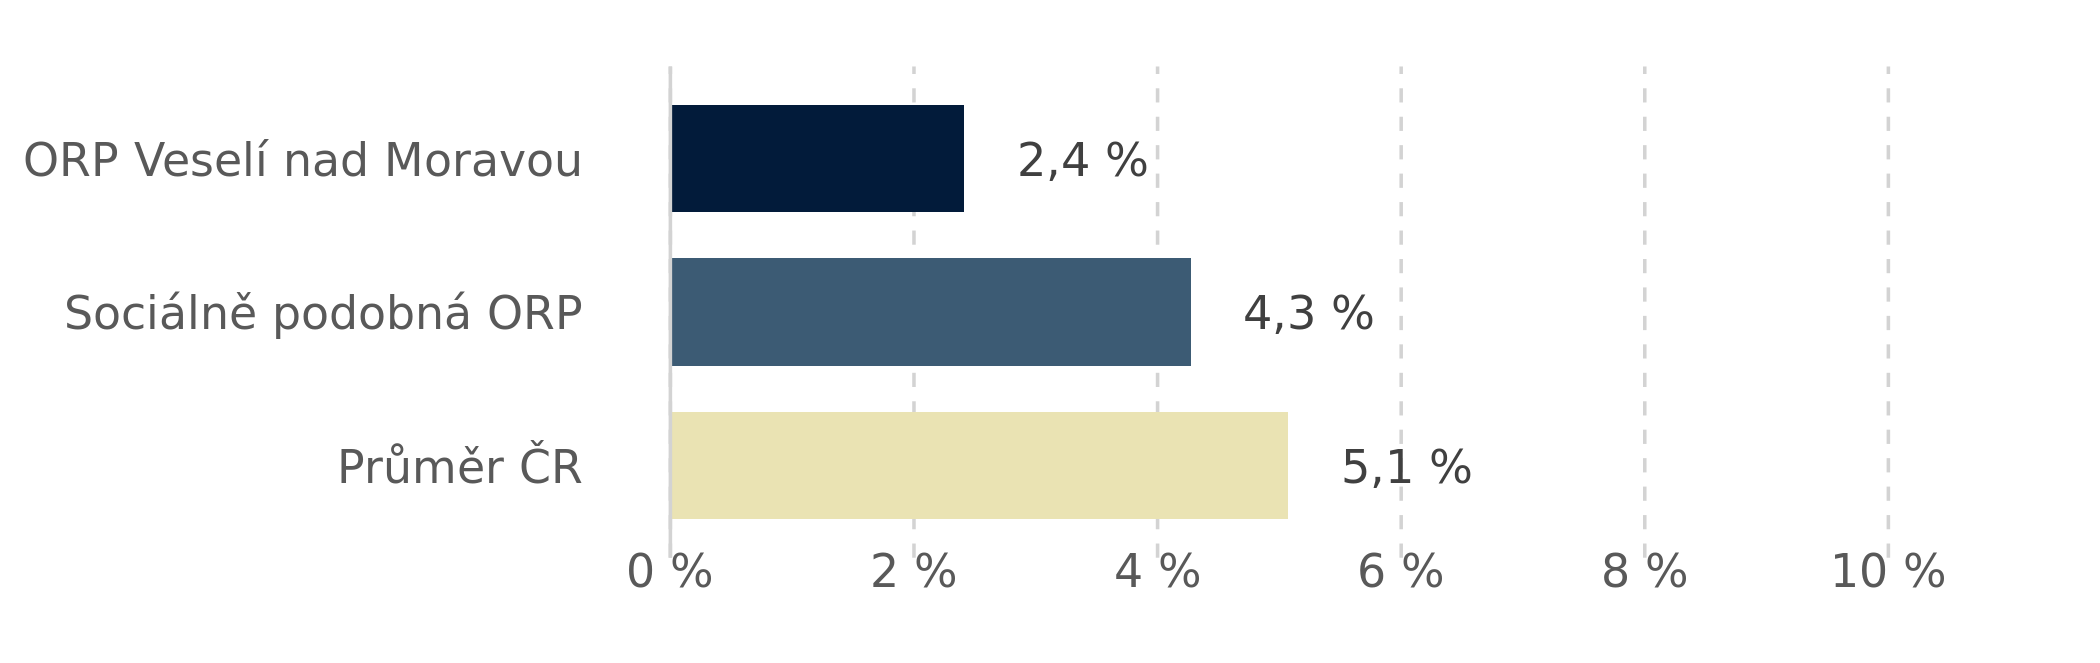 ORP Veselí nad Moravou
2,4 %
Sociálně podobná ORP
4,3 %
Průměr ČR
5,1 %
0 % 2 % 4 % 6 % 8 % 10 %